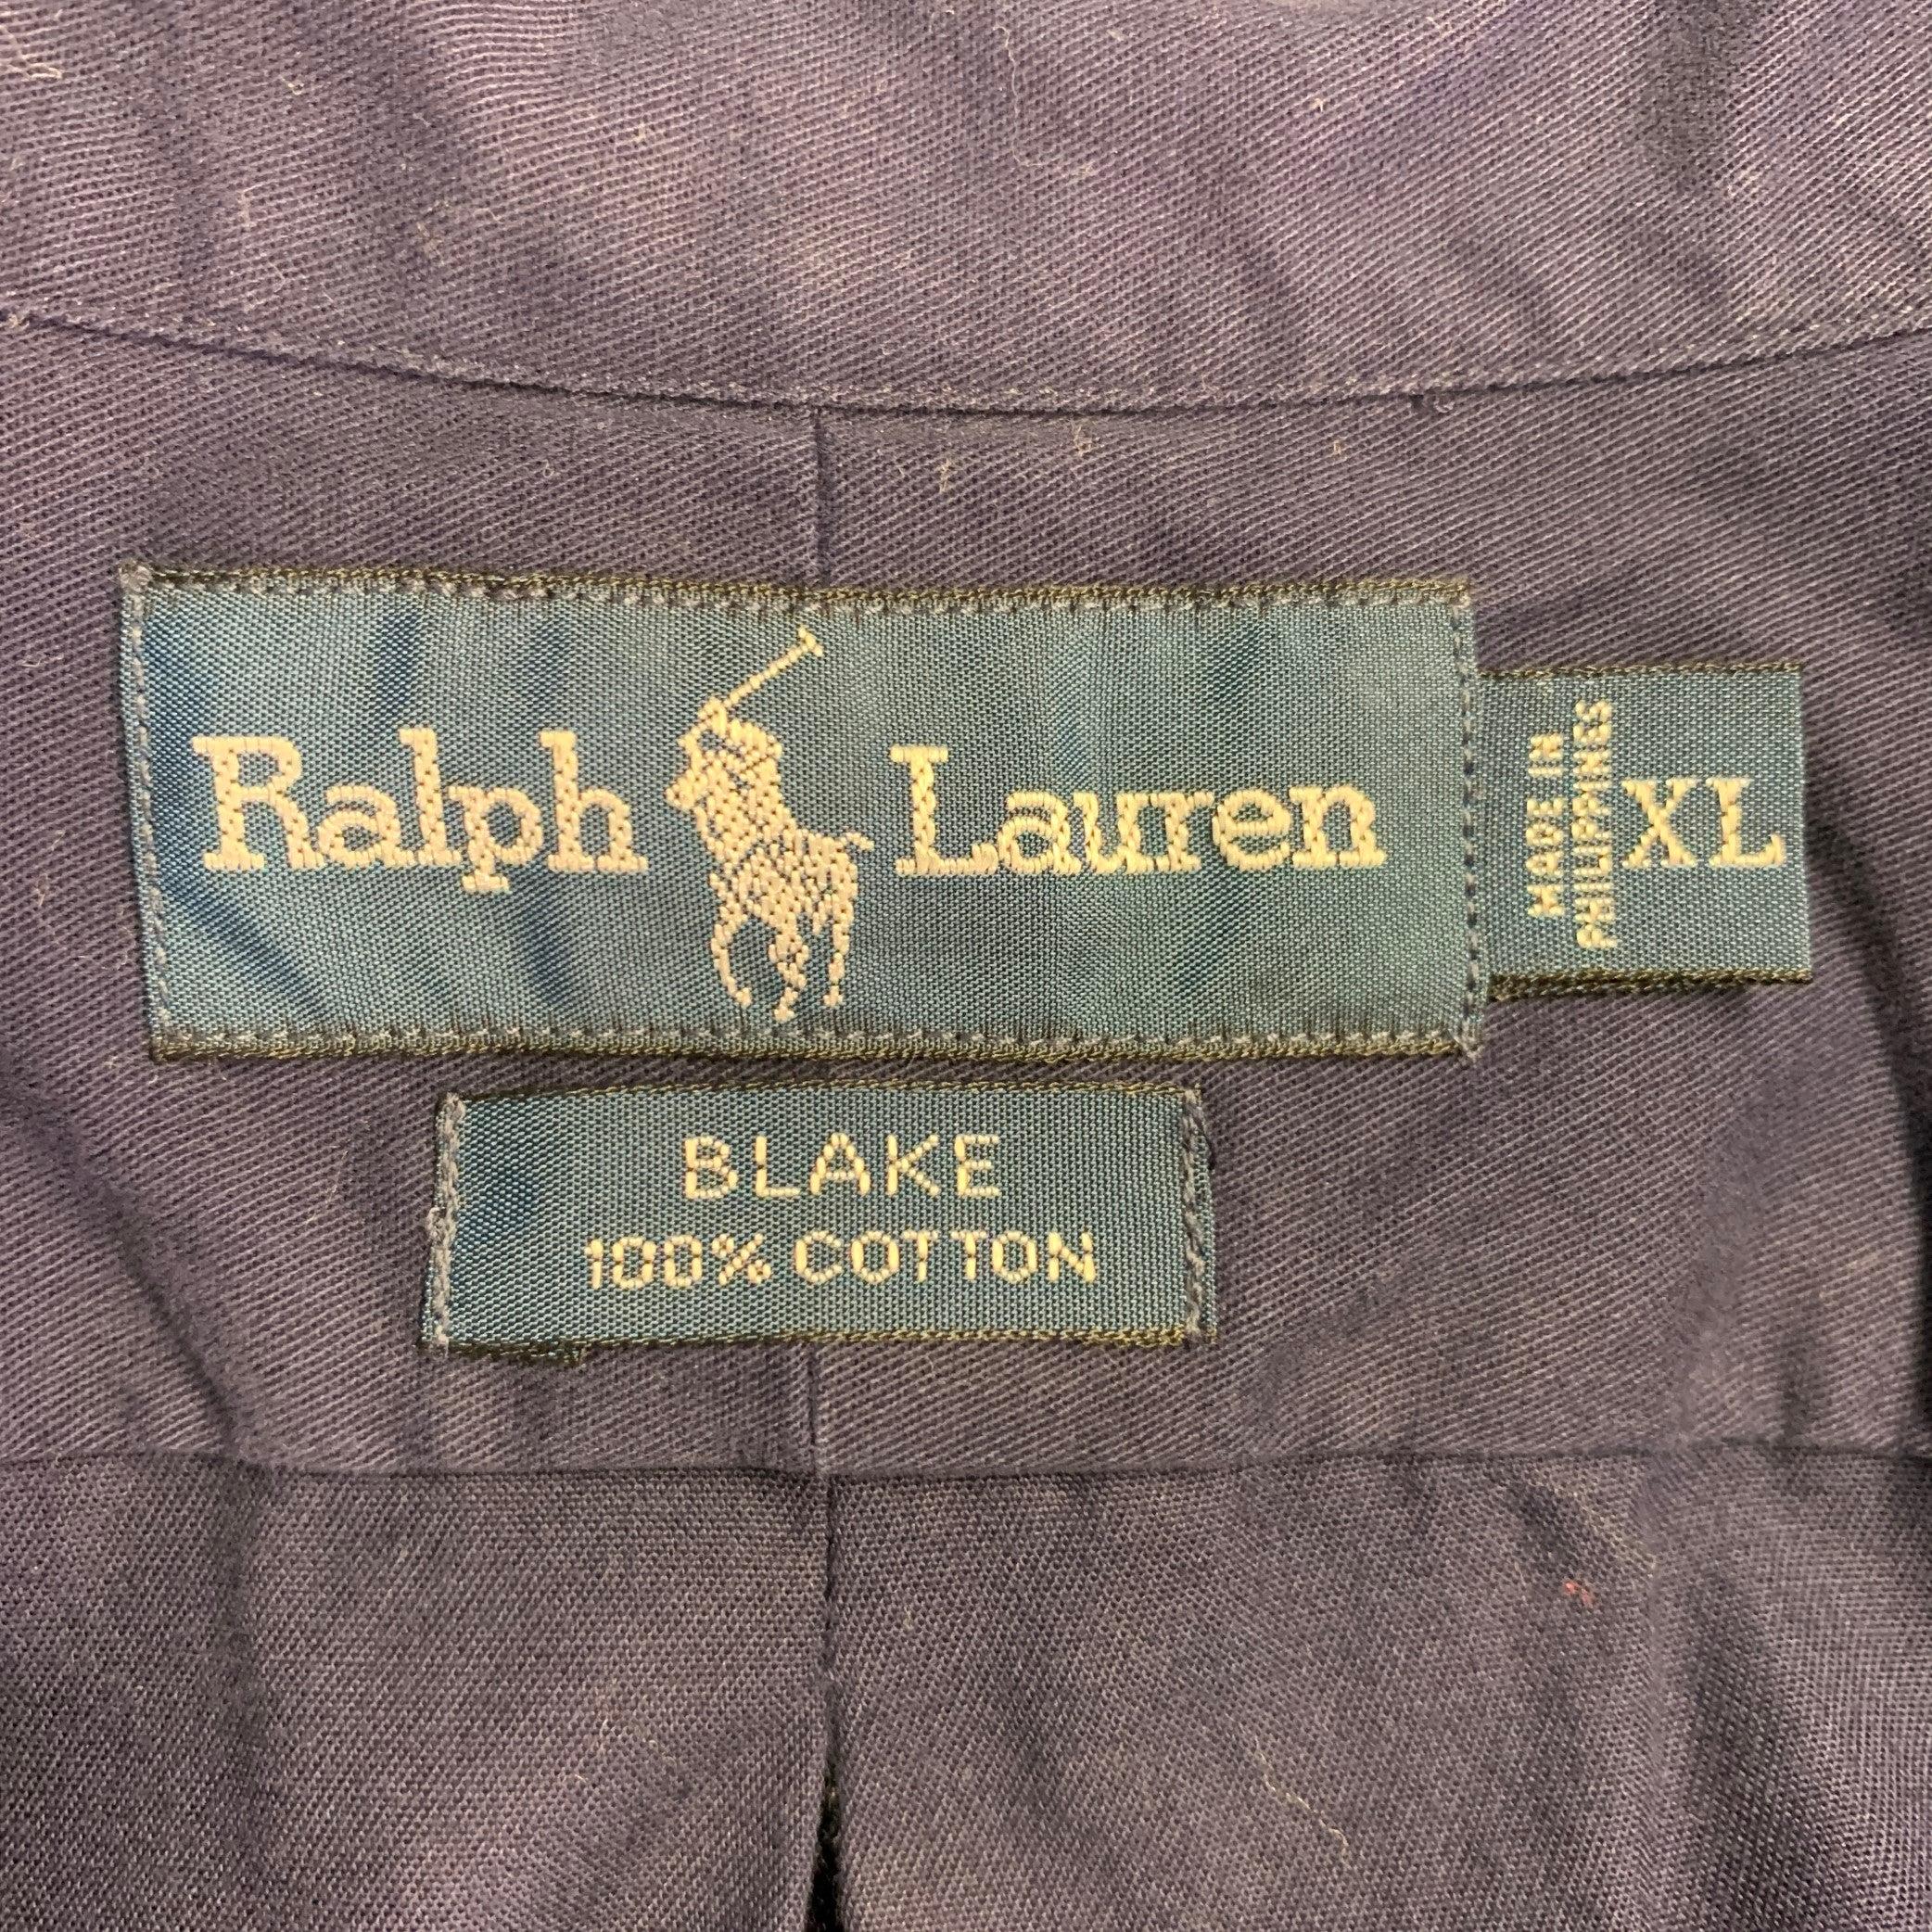 Ralph Lauren
MADE IN
PHILIPPINES
XL
BLAKE
100% COTTON